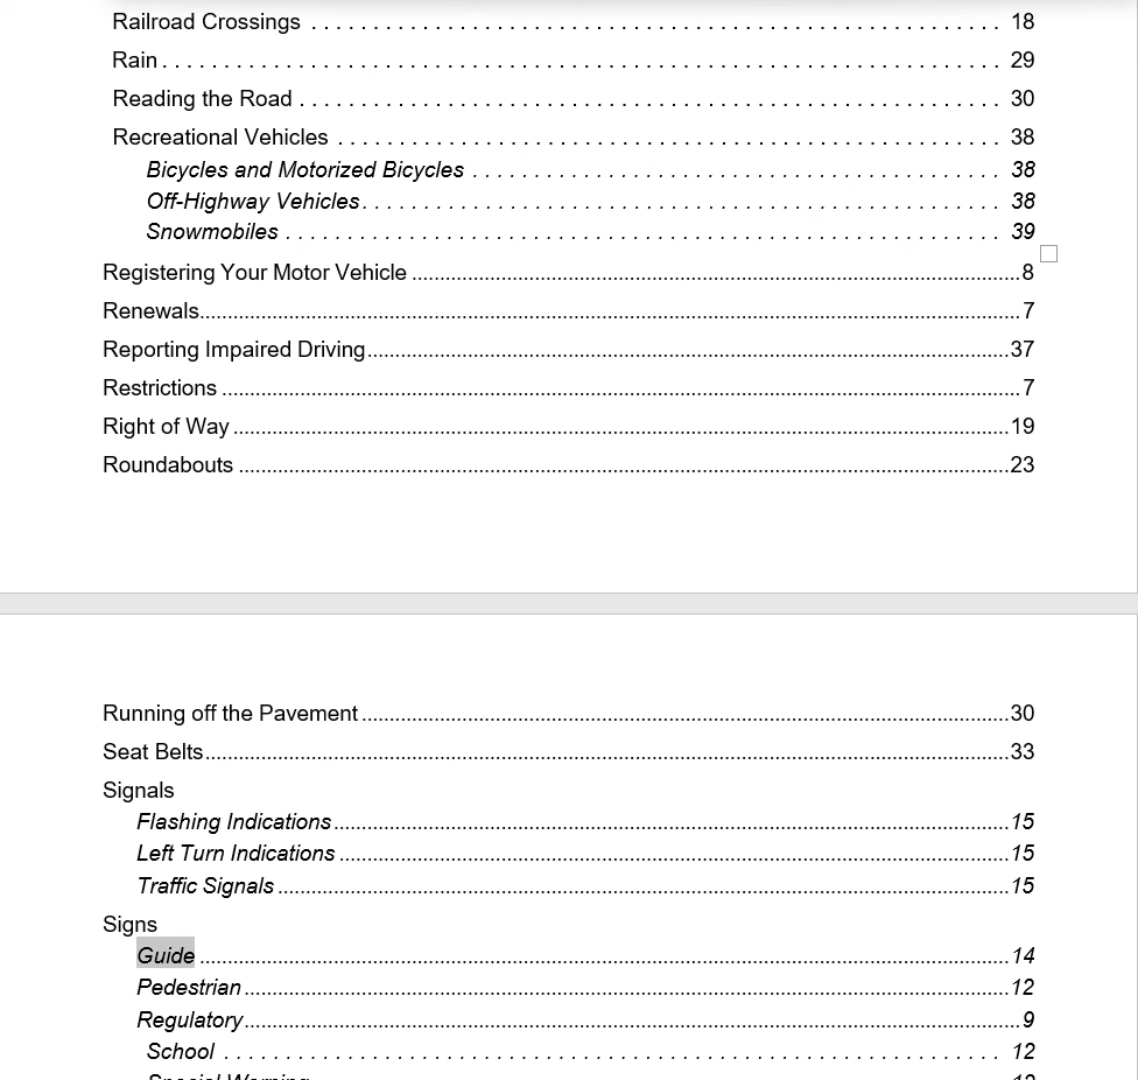 Railroad Crossings . . . . . . . . . . . . . . . . . . . . . . . . . . . . . . . . . . . . . . . . . . . . . . . . . . . . . . . . 18
Rain . . . . . . . . . . . . . . . . . . . . . . . . . . . . . . . . . . . . . . . . . . . . . . . . . . . . . . . . . . . . . . . . . . . . 29
Reading the Road . . . . . . . . . . . . . . . . . . . . . . . . . . . . . . . . . . . . . . . . . . . . . . . . . . . . . . . . . 30
Recreational Vehicles . . . . . . . . . . . . . . . . . . . . . . . . . . . . . . . . . . . . . . . . . . . . . . . . . . . . . . 38
Bicycles and Motorized Bicycles . . . . . . . . . . . . . . . . . . . . . . . . . . . . . . . . . . . . . . . . . . . 38
Off-Highway Vehicles . . . . . . . . . . . . . . . . . . . . . . . . . . . . . . . . . . . . . . . . . . . . . . . . . . . . 38
Snowmobiles . . . . . . . . . . . . . . . . . . . . . . . . . . . . . . . . . . . . . . . . . . . . . . . . . . . . . . . . . . 39
Registering Your Motor Vehicle ........................................ 8
Renewals ........................................ 7
Reporting Impaired Driving ........................................ 37
Restrictions ........................................ 7
Right of Way ........................................ 19
Roundabouts ........................................ 23
Running off the Pavement ........................................ 30
Seat Belts ........................................ 33
Signals
Flashing Indications ........................................ 15
Left Turn Indications ........................................ 15
Traffic Signals ........................................ 15
Signs
Guide ........................................ 14
Pedestrian ........................................ 12
Regulatory ........................................ 9
School . . . . . . . . . . . . . . . . . . . . . . . . . . . . . . . . . . . . . . . . . . . . . . . . . . . . . . . . . . . . . . . 12
Special Warning